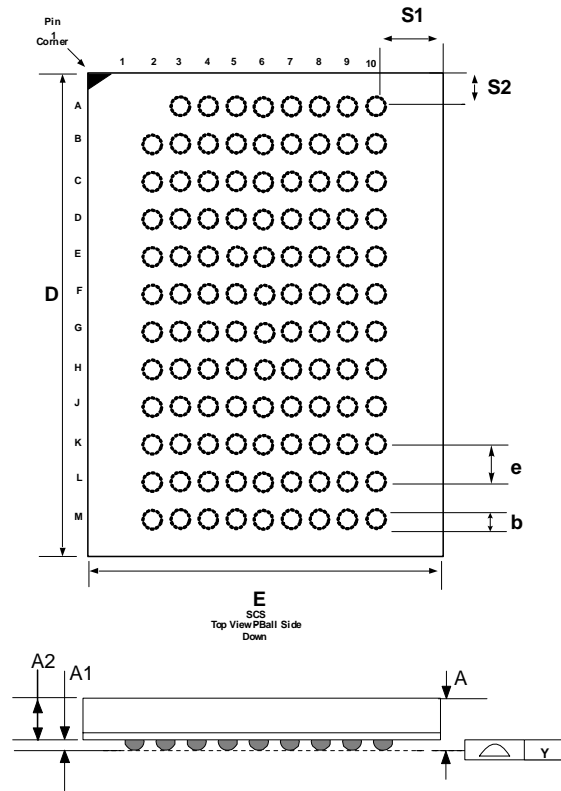 Pin
1
Corner
S1
1 2 3 4 5 6 7 8 9 10
S2
A
B
C
D
E
D
F
G
H
J
K
e
L
M
b
E
SCS
Top ViewPBall Side
Down
A2
A1
A
Y